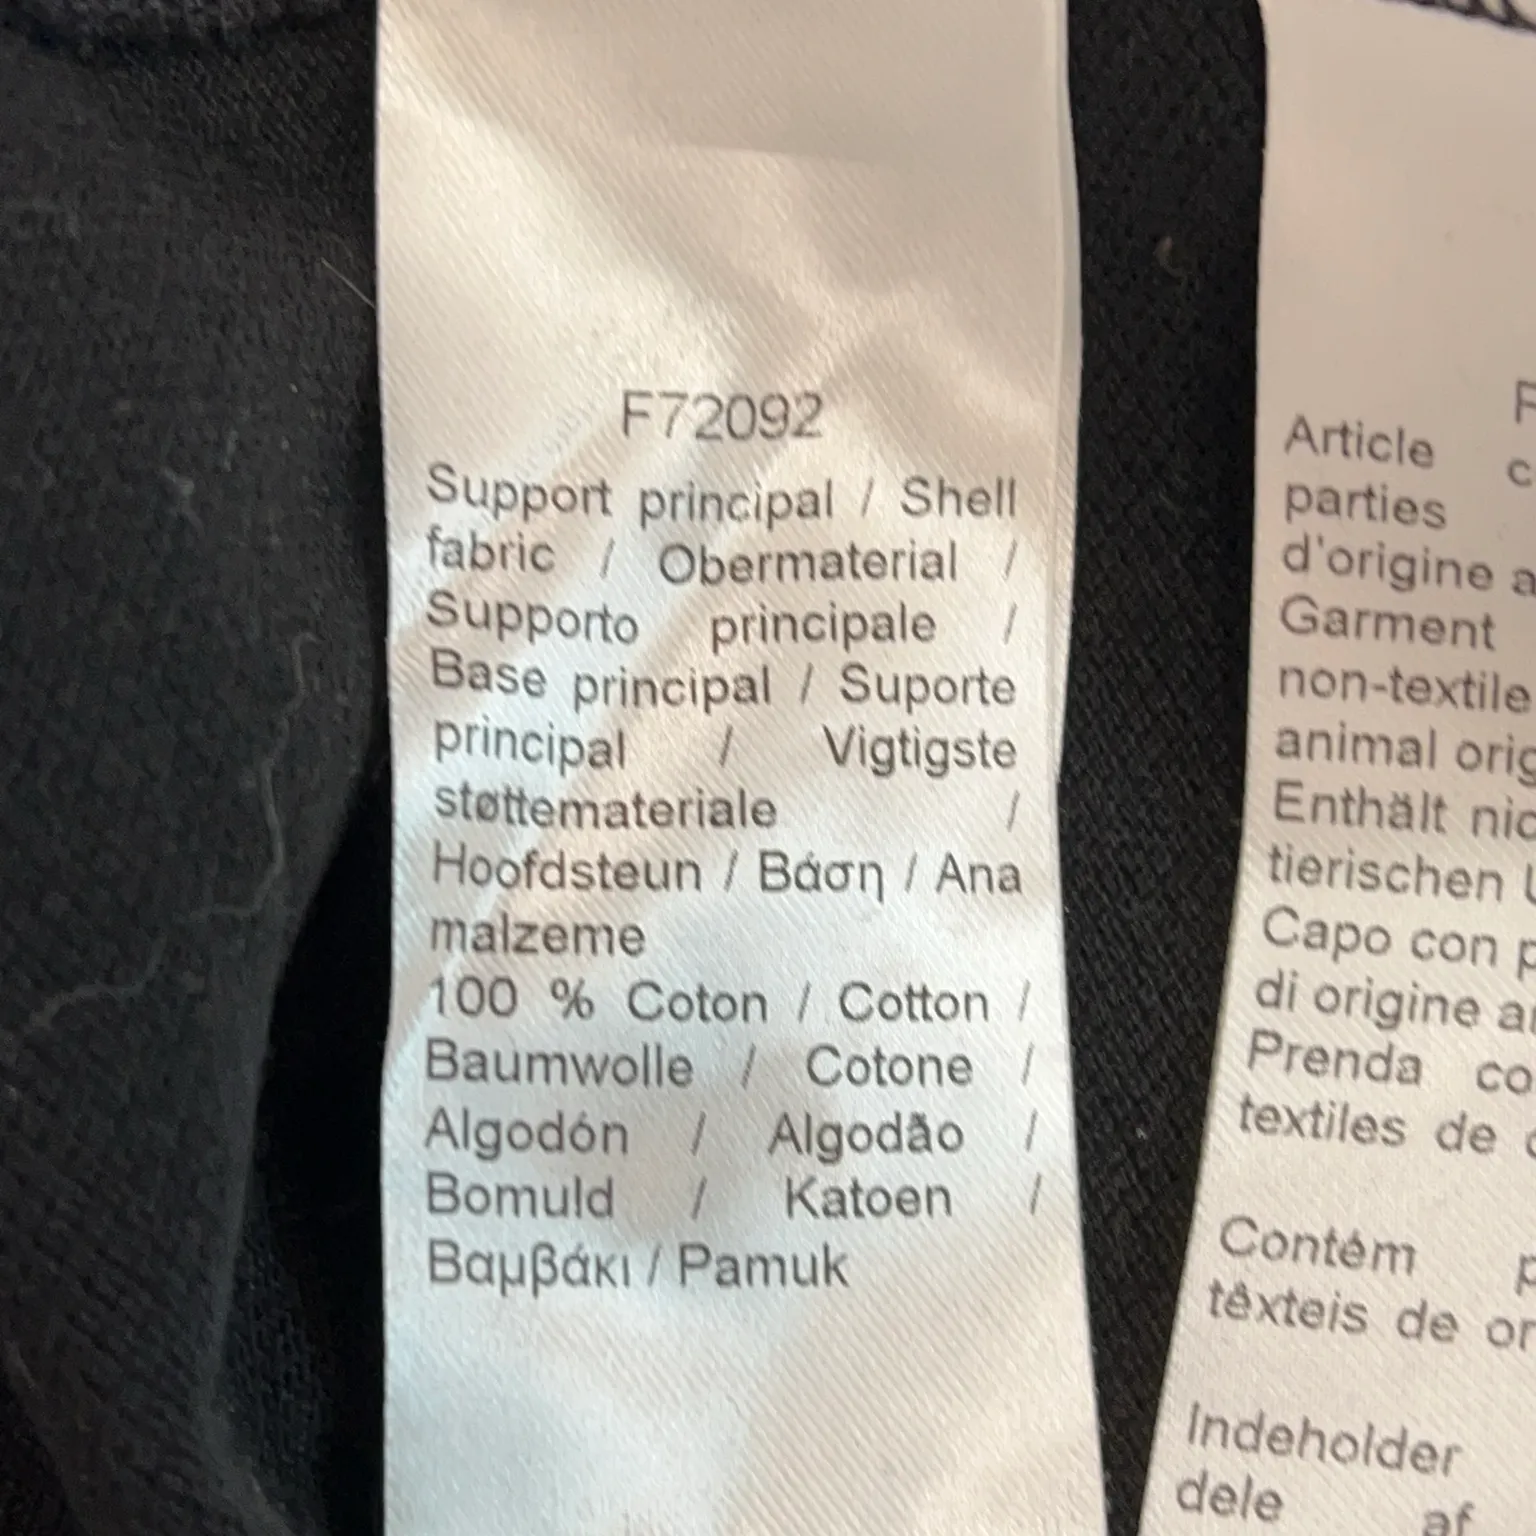 F72092
Support principal / Shell
fabric / Obermaterial /
Supporto principale /
Base principal / Suporte
principal / Vigtigste
støttemateriale /
Hoofdsteun / Βάση / Ana
malzeme
100 % Coton / Cotton /
Baumwolle / Cotone /
Algodón / Algodão /
Bomuld / Katoen /
Βαμβάκι / Pamuk
Article
parties
d'origine
Garment
non-textile
animal
Enthält
tierischen
Capo con
di origine
Prenda
textiles de
Contém
têxteis de
Indeholder
dele af